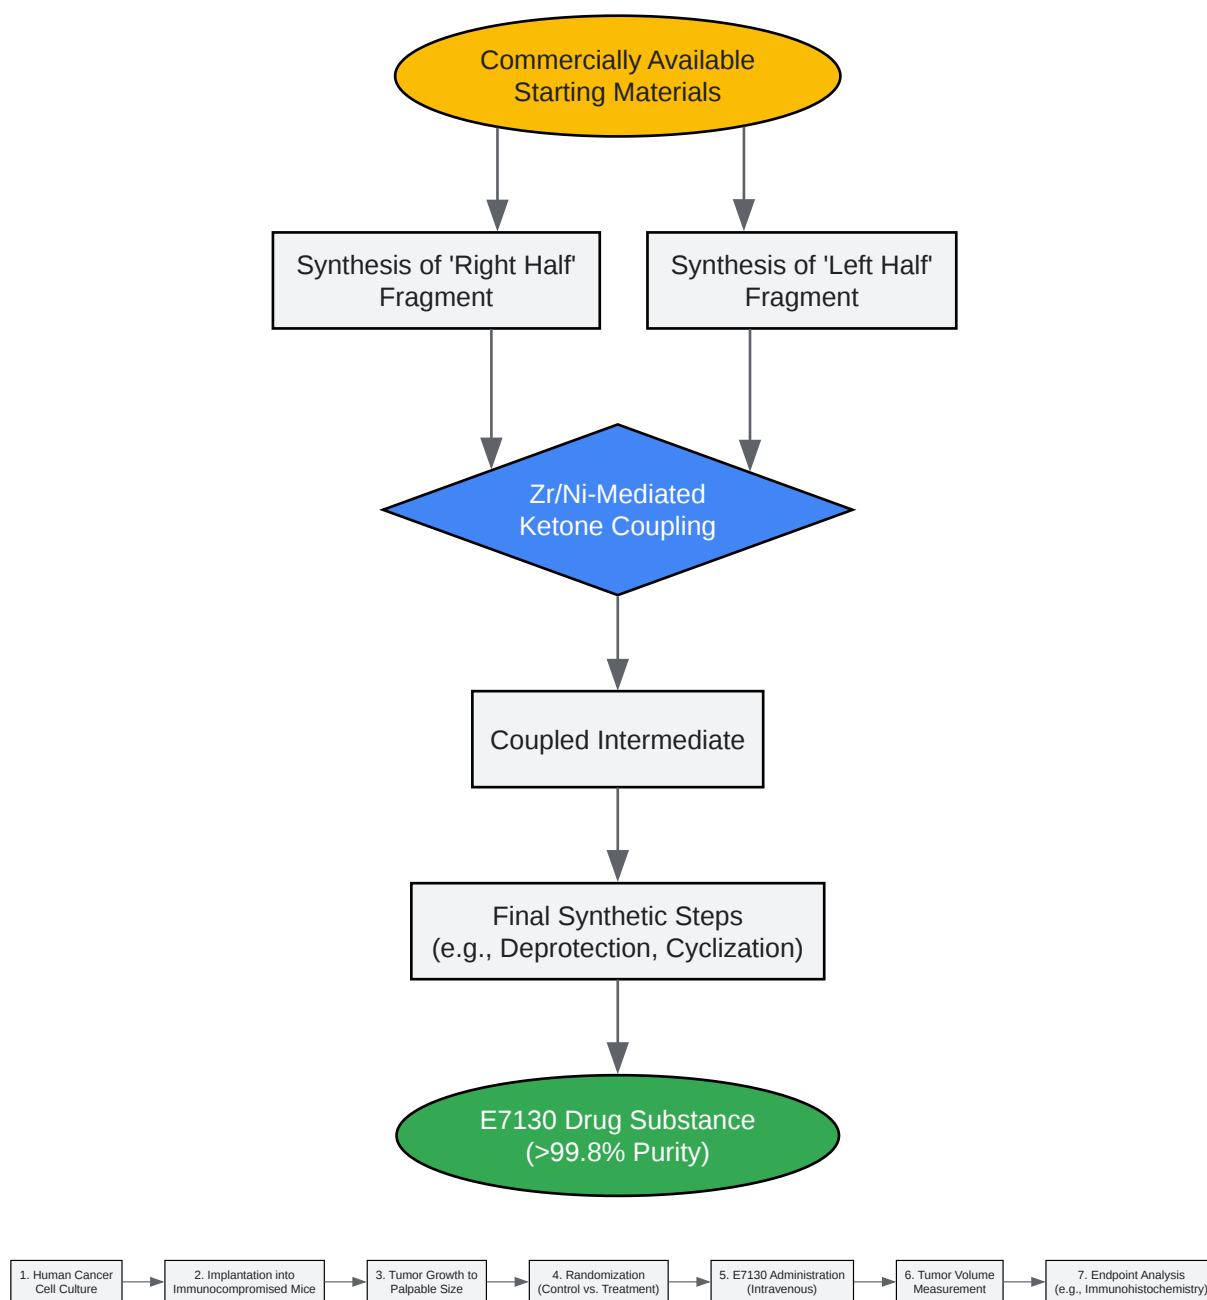 Commercially Available
Starting Materials
Synthesis of 'Right Half'
Fragment
Synthesis of 'Left Half'
Fragment
Zr/Ni-Mediated
Ketone Coupling
Coupled Intermediate
Final Synthetic Steps
(e.g., Deprotection, Cyclization)
E7130 Drug Substance
(>99.8% Purity)
1. Human Cancer
Cell Culture
2. Implantation into
Immunocompromised Mice
3. Tumor Growth to
Palpable Size
4. Randomization
(Control vs. Treatment)
5. E7130 Administration
(Intravenous)
6. Tumor Volume
Measurement
7. Endpoint Analysis
(e.g., Immunohistochemistry)